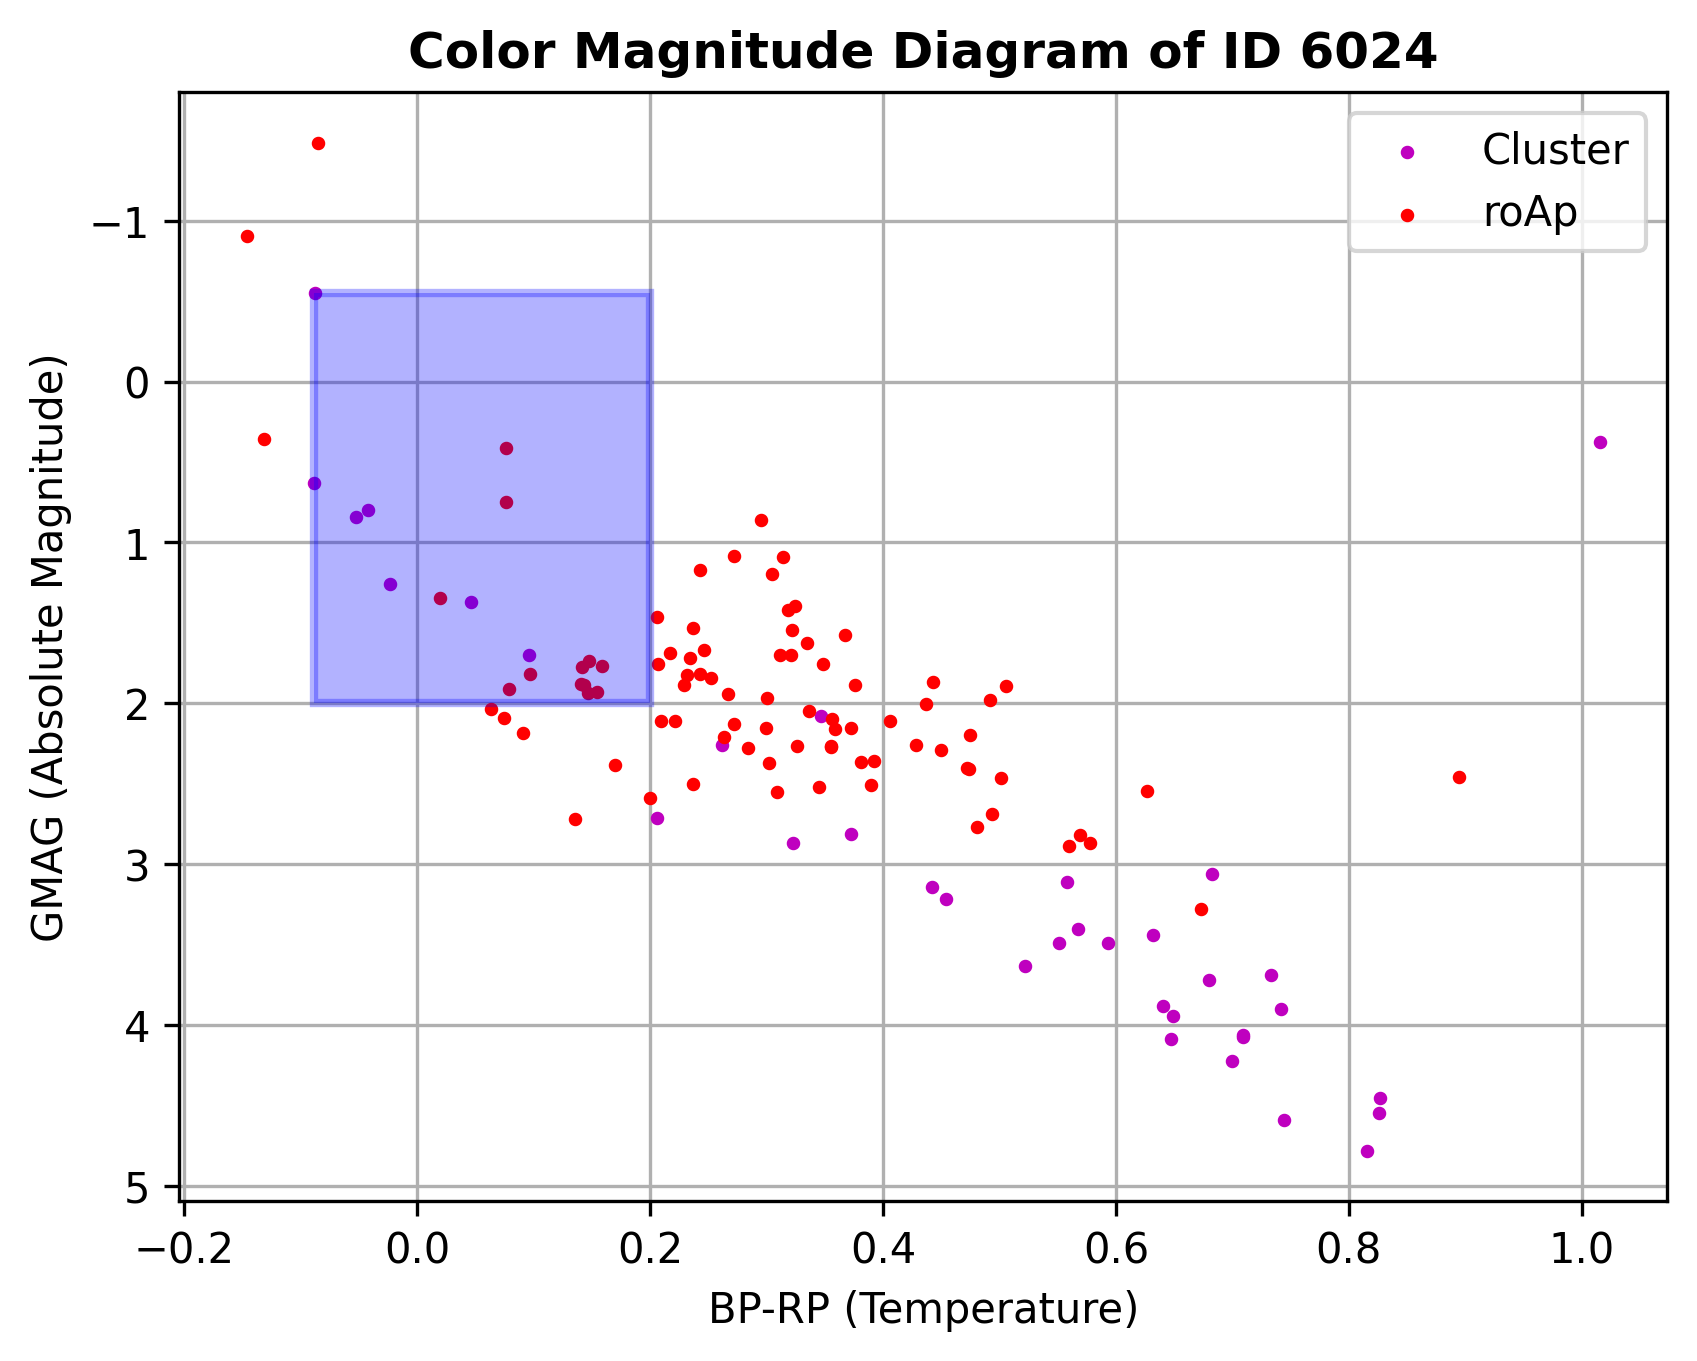 Color Magnitude Diagram of ID 6024
Cluster
roAp
GMAG (Absolute Magnitude)
−1
0
1
2
3
4
5
−0.2 0.0 0.2 0.4 0.6 0.8 1.0
BP-RP (Temperature)